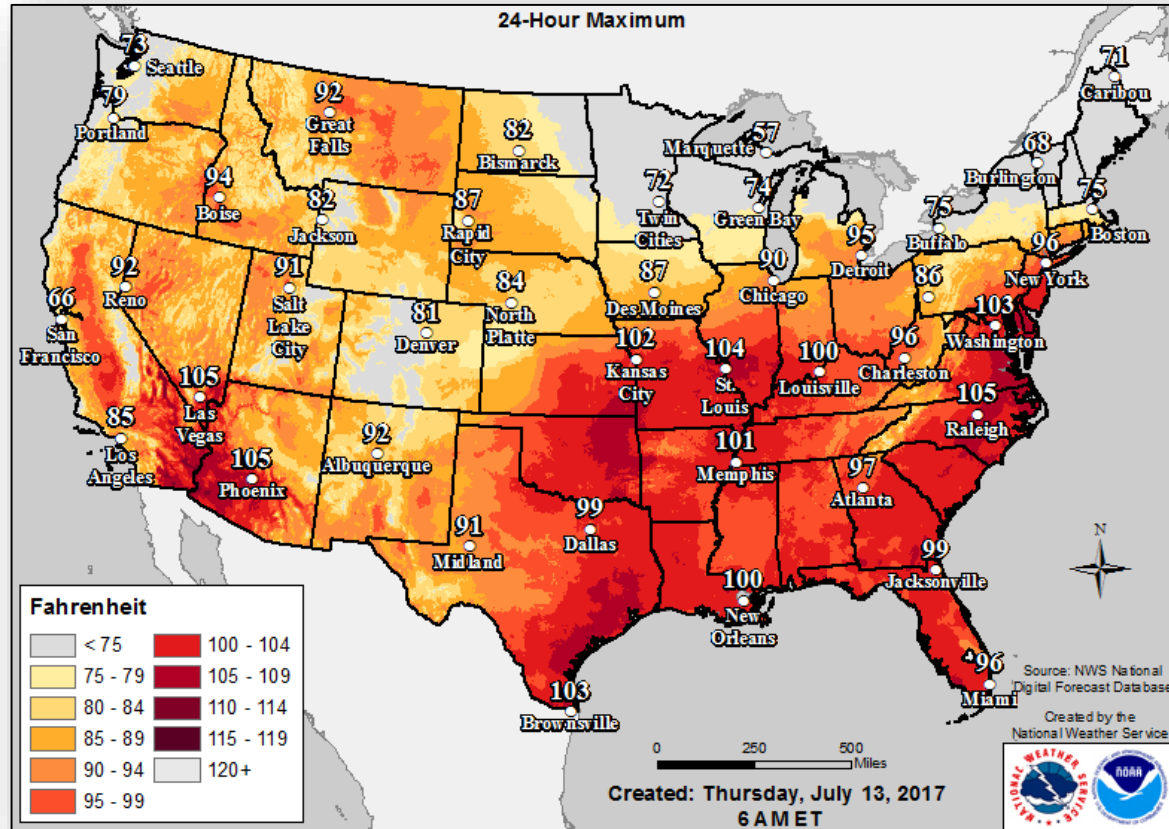 24-Hour Maximum
73
Seattle
79
Portland
92
Great
Falls
82
Bismarck
57
Marquette
71
Caribou
68
Burlington
94
Boise
82
Jackson
87
Rapid
City
72
Twin
Cities
74
Green Bay
75
Buffalo
75
Boston
95
Detroit
96
New York
92
Reno
91
Salt
Lake
City
84
North
Platte
87
Des Moines
90
Chicago
86
66
San
Francisco
81
Denver
102
Kansas
City
104
St.
Louis
100
Louisville
96
Charleston
103
Washington
105
Las
Vegas
105
Raleigh
85
Los
Angeles
105
Phoenix
92
Albuquerque
101
Memphis
97
Atlanta
91
Midland
99
Dallas
99
Jacksonville
100
New
Orleans
103
Brownsville
96
Miami
N
Fahrenheit
< 75
75 - 79
80 - 84
85 - 89
90 - 94
95 - 99
100 - 104
105 - 109
110 - 114
115 - 119
120+
0 250 500
Miles
Created: Thursday, July 13, 2017
6 AM ET
Source: NWS National
Digital Forecast Database
Created by the
National Weather Service
NATIONAL WEATHER SERVICE
NOAA